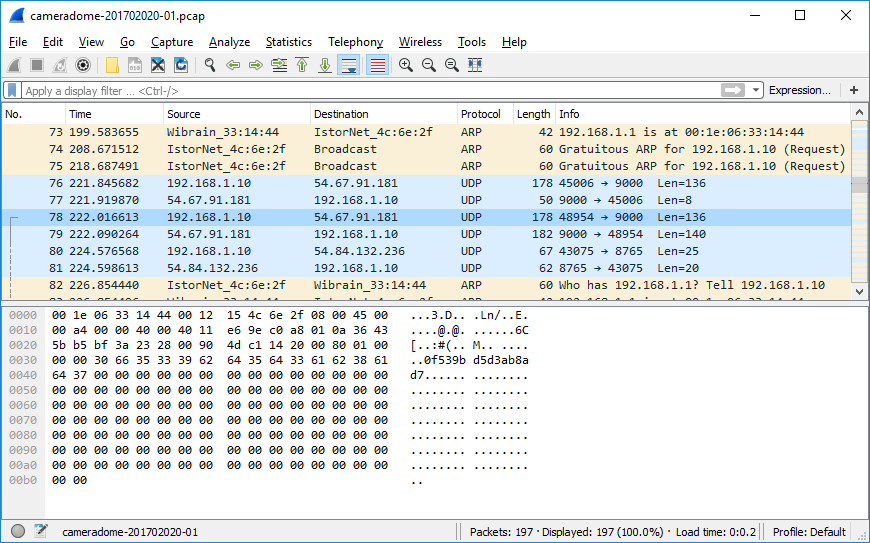 cameradome-201702020-01.pcap
File Edit View Go Capture Analyze Statistics Telephony Wireless Tools Help
Apply a display filter ... <Ctrl-/> Expression... +
No. Time Source Destination Protocol Length Info
73 199.583655 Wibrain_33:14:44 IstorNet_4c:6e:2f ARP 42 192.168.1.1 is at 00:1e:06:33:14:44
74 208.671512 IstorNet_4c:6e:2f Broadcast ARP 60 Gratuitous ARP for 192.168.1.10 (Request)
75 218.687491 IstorNet_4c:6e:2f Broadcast ARP 60 Gratuitous ARP for 192.168.1.10 (Request)
76 221.845682 192.168.1.10 54.67.91.181 UDP 178 45006 → 9000 Len=136
77 221.919870 54.67.91.181 192.168.1.10 UDP 50 9000 → 45006 Len=8
78 222.016613 192.168.1.10 54.67.91.181 UDP 178 48954 → 9000 Len=136
79 222.090264 54.67.91.181 192.168.1.10 UDP 182 9000 → 48954 Len=140
80 224.576568 192.168.1.10 54.84.132.236 UDP 67 43075 → 8765 Len=25
81 224.598613 54.84.132.236 192.168.1.10 UDP 62 8765 → 43075 Len=20
82 226.854440 IstorNet_4c:6e:2f Wibrain_33:14:44 ARP 60 Who has 192.168.1.1? Tell 192.168.1.10
0000 00 1e 06 33 14 44 00 12 15 4c 6e 2f 08 00 45 00 ...3.D.. .Ln/..E.
0010 00 a4 00 00 40 00 40 11 e6 9e c0 a8 01 0a 36 43 ....@.@. ......6C
0020 5b b5 bf 3a 23 28 00 90 4d c1 14 20 00 80 01 00 [..:#(.. M.. ....
0030 00 00 30 66 35 33 39 62 64 35 64 33 61 62 38 61 ..0f539b d5d3ab8a
0040 64 37 00 00 00 00 00 00 00 00 00 00 00 00 00 00 d7...... ........
0050 00 00 00 00 00 00 00 00 00 00 00 00 00 00 00 00 ........ ........
0060 00 00 00 00 00 00 00 00 00 00 00 00 00 00 00 00 ........ ........
0070 00 00 00 00 00 00 00 00 00 00 00 00 00 00 00 00 ........ ........
0080 00 00 00 00 00 00 00 00 00 00 00 00 00 00 00 00 ........ ........
0090 00 00 00 00 00 00 00 00 00 00 00 00 00 00 00 00 ........ ........
00a0 00 00 00 00 00 00 00 00 00 00 00 00 00 00 00 00 ........ ........
00b0 00 00 ..
cameradome-201702020-01 Packets: 197 · Displayed: 197 (100.0%) · Load time: 0:0.2 Profile: Default